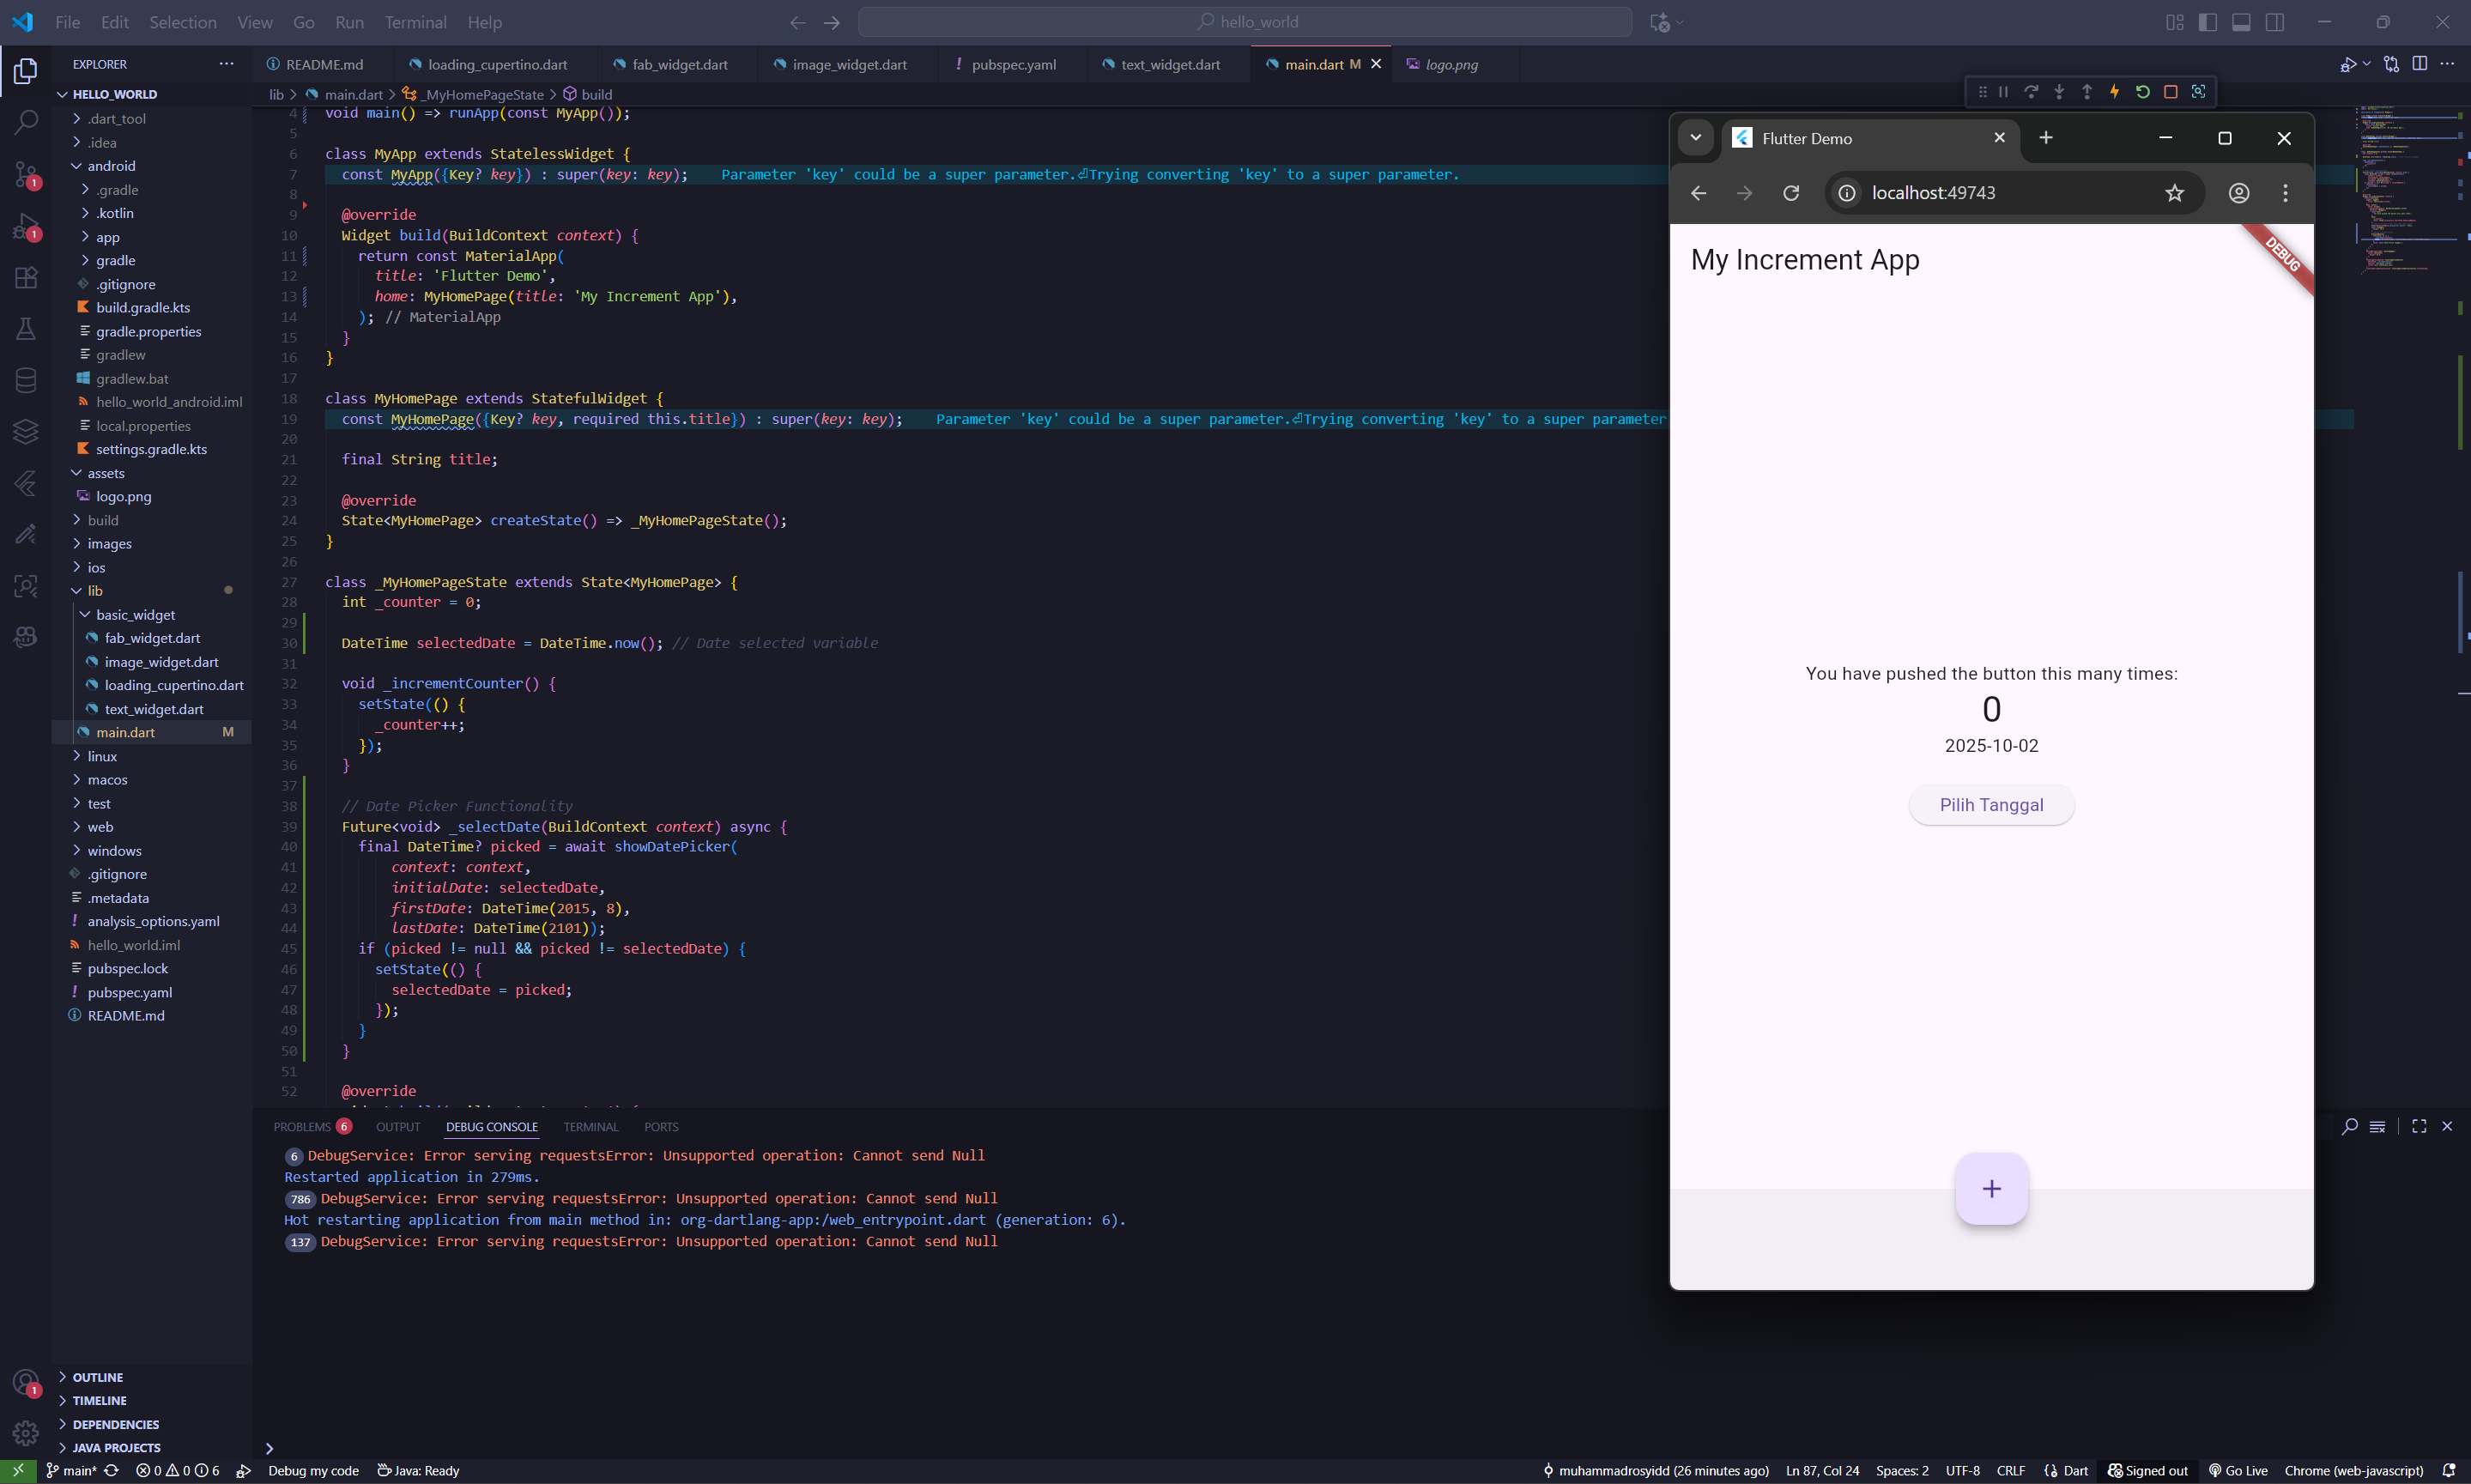 File Edit Selection View Go Run Terminal Help
hello_world
EXPLORER
HELLO_WORLD
.dart_tool
.idea
android
.gradle
.kotlin
app
gradle
.gitignore
build.gradle.kts
gradle.properties
gradlew
gradlew.bat
hello_world_android.iml
local.properties
settings.gradle.kts
assets
logo.png
build
images
ios
lib
basic_widget
fab_widget.dart
image_widget.dart
loading_cupertino.dart
text_widget.dart
main.dart M
linux
macos
test
web
windows
.gitignore
.metadata
analysis_options.yaml
hello_world.iml
pubspec.lock
pubspec.yaml
README.md
OUTLINE
TIMELINE
DEPENDENCIES
JAVA PROJECTS
README.md loading_cupertino.dart fab_widget.dart image_widget.dart pubspec.yaml text_widget.dart main.dart M logo.png
lib > main.dart > _MyHomePageState > build
4 void main() => runApp(const MyApp());
5
6 class MyApp extends StatelessWidget {
7 const MyApp({Key? key}) : super(key: key); Parameter 'key' could be a super parameter.⏎Trying converting 'key' to a super parameter.
8
9 @override
10 Widget build(BuildContext context) {
11 return const MaterialApp(
12 title: 'Flutter Demo',
13 home: MyHomePage(title: 'My Increment App'),
14 ); // MaterialApp
15 }
16 }
17
18 class MyHomePage extends StatefulWidget {
19 const MyHomePage({Key? key, required this.title}) : super(key: key); Parameter 'key' could be a super parameter.⏎Trying converting 'key' to a super parameter
20
21 final String title;
22
23 @override
24 State<MyHomePage> createState() => _MyHomePageState();
25 }
26
27 class _MyHomePageState extends State<MyHomePage> {
28 int _counter = 0;
29
30 DateTime selectedDate = DateTime.now(); // Date selected variable
31
32 void _incrementCounter() {
33 setState(() {
34 _counter++;
35 });
36 }
37
38 // Date Picker Functionality
39 Future<void> _selectDate(BuildContext context) async {
40 final DateTime? picked = await showDatePicker(
41 context: context,
42 initialDate: selectedDate,
43 firstDate: DateTime(2015, 8),
44 lastDate: DateTime(2101));
45 if (picked != null && picked != selectedDate) {
46 setState(() {
47 selectedDate = picked;
48 });
49 }
50 }
51
52 @override
PROBLEMS 6 OUTPUT DEBUG CONSOLE TERMINAL PORTS
6 DebugService: Error serving requestsError: Unsupported operation: Cannot send Null
Restarted application in 279ms.
786 DebugService: Error serving requestsError: Unsupported operation: Cannot send Null
Hot restarting application from main method in: org-dartlang-app:/web_entrypoint.dart (generation: 6).
137 DebugService: Error serving requestsError: Unsupported operation: Cannot send Null
Flutter Demo
localhost:49743
My Increment App
DEBUG
You have pushed the button this many times:
0
2025-10-02
Pilih Tanggal
+
1
1
1
main* 0 0 6 Debug my code Java: Ready muhammadrosyidd (26 minutes ago) Ln 87, Col 24 Spaces: 2 UTF-8 CRLF Dart Signed out Go Live Chrome (web-javascript)